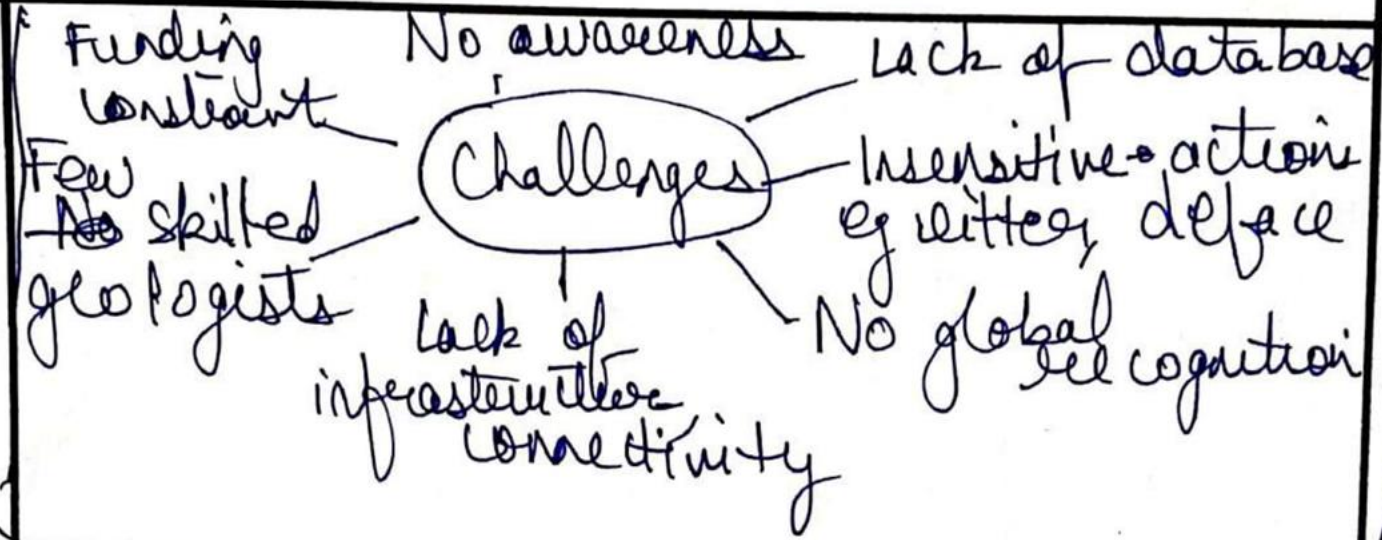 Funding
constraint
No awareness
Lack of database
Challenges
Insensitive actions
eg litter, deface
Few
No skilled
geologists
No global
recognition
Lack of
infrastructure
connectivity